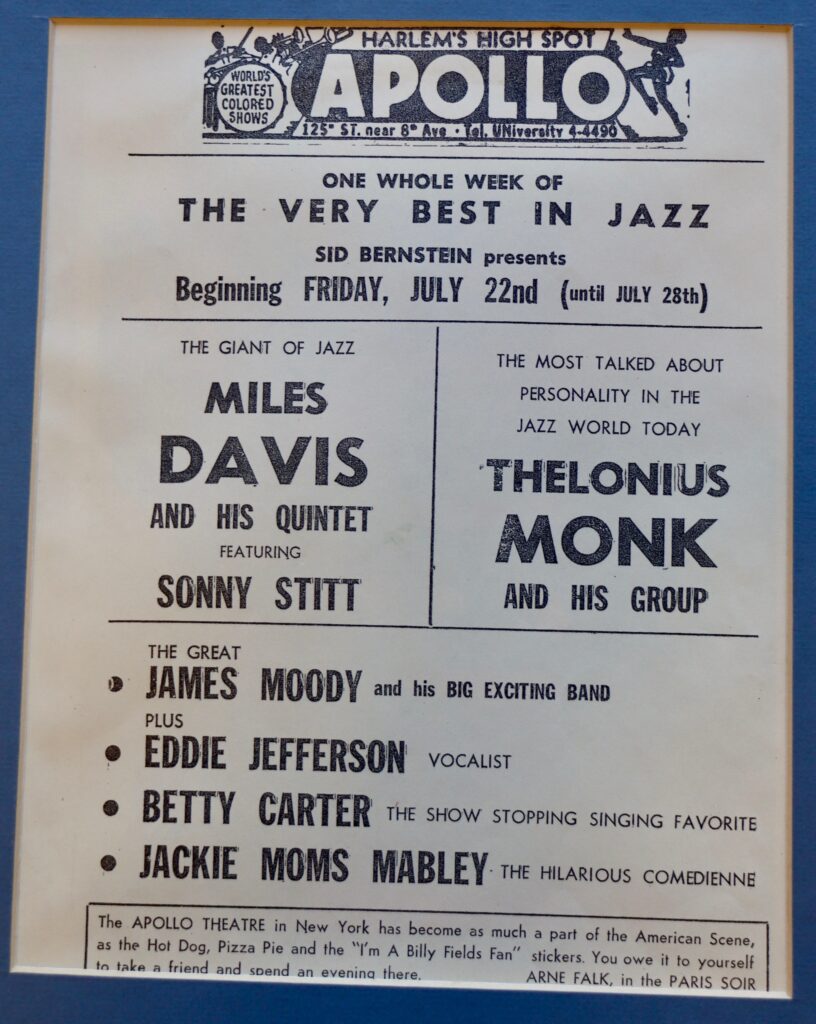 HARLEM'S HIGH SPOT
WORLD'S
GREATEST
COLORED
SHOWS
APOLLO
125th ST. near 8th Ave • Tel. UNiversity 4-4490
ONE WHOLE WEEK OF
THE VERY BEST IN JAZZ
SID BERNSTEIN presents
Beginning FRIDAY, JULY 22nd (until JULY 28th)
THE GIANT OF JAZZ
MILES
DAVIS
AND HIS QUINTET
FEATURING
SONNY STITT
THE MOST TALKED ABOUT
PERSONALITY IN THE
JAZZ WORLD TODAY
THELONIUS
MONK
AND HIS GROUP
THE GREAT
• JAMES MOODY and his BIG EXCITING BAND
PLUS
• EDDIE JEFFERSON VOCALIST
• BETTY CARTER THE SHOW STOPPING SINGING FAVORITE
• JACKIE MOMS MABLEY THE HILARIOUS COMEDIENNE
The APOLLO THEATRE in New York has become as much a part of the American Scene,
as the Hot Dog, Pizza Pie and the "I'm A Billy Fields Fan" stickers. You owe it to yourself
to take a friend and spend an evening there. ARNE FALK, in the PARIS SOIR